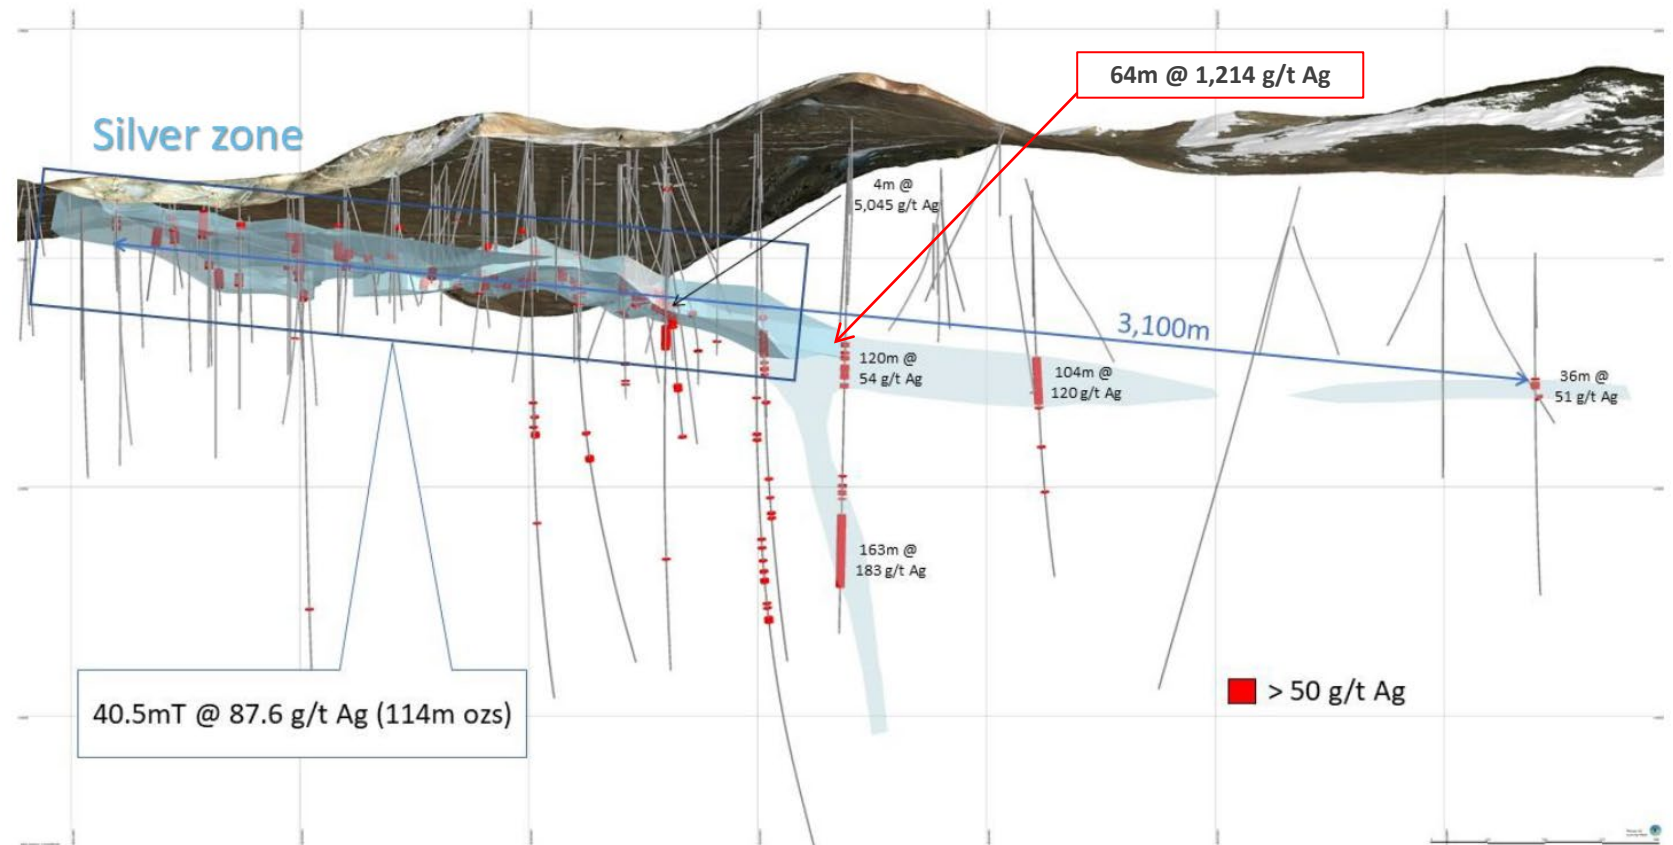 64m @ 1,214 g/t Ag
Silver zone
4m @
5,045 g/t Ag
3,100m
120m @
54 g/t Ag
104m @
120 g/t Ag
36m @
51 g/t Ag
163m @
183 g/t Ag
40.5mT @ 87.6 g/t Ag (114m ozs)
> 50 g/t Ag